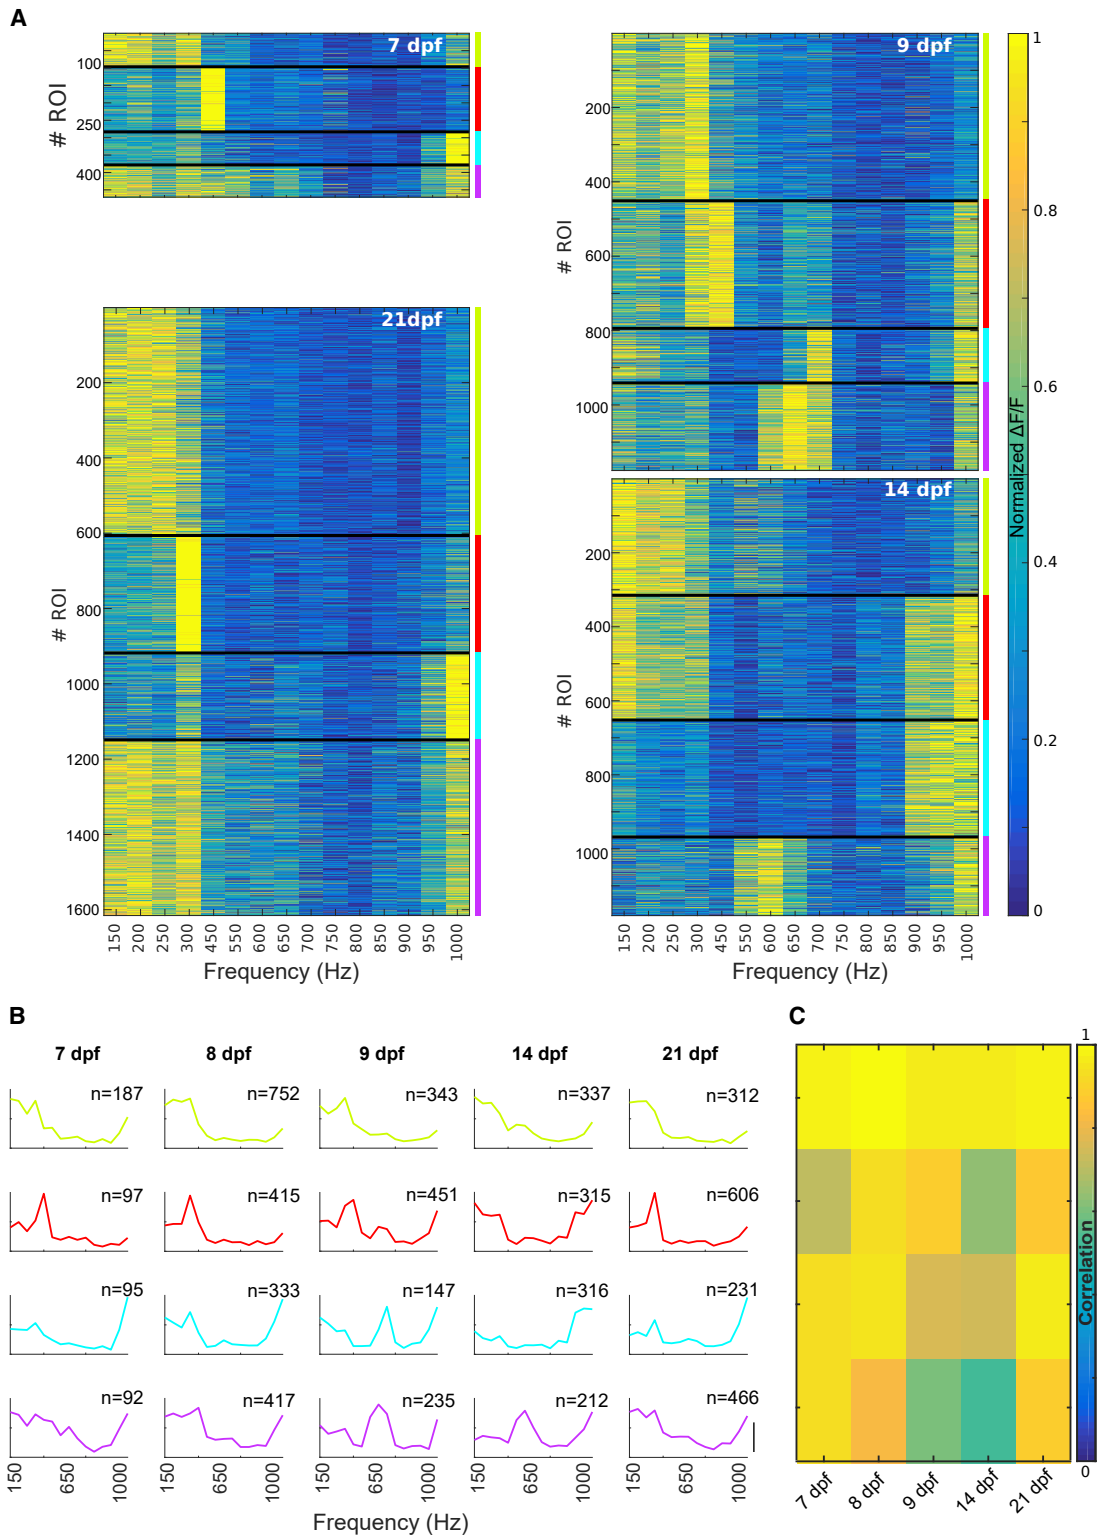 A
7 dpf
100
250
400
# ROI
9 dpf
200
400
600
800
1000
# ROI
21dpf
200
400
600
800
1000
1200
1400
1600
# ROI
150 200 250 300 450 550 600 650 700 750 800 850 900 950 1000
Frequency (Hz)
14 dpf
200
400
600
800
1000
# ROI
150 200 250 300 450 550 600 650 700 750 800 850 900 950 1000
Frequency (Hz)
1
0.8
0.6
0.4
0.2
0
Normalized ΔF/F
B
7 dpf 8 dpf 9 dpf 14 dpf 21 dpf
n=187 n=752 n=343 n=337 n=312
n=97 n=415 n=451 n=315 n=606
n=95 n=333 n=147 n=316 n=231
n=92 n=417 n=235 n=212 n=466
150 650 1000 150 650 1000 150 650 1000 150 650 1000 150 650 1000
Frequency (Hz)
C
1
Correlation
0
7 dpf 8 dpf 9 dpf 14 dpf 21 dpf